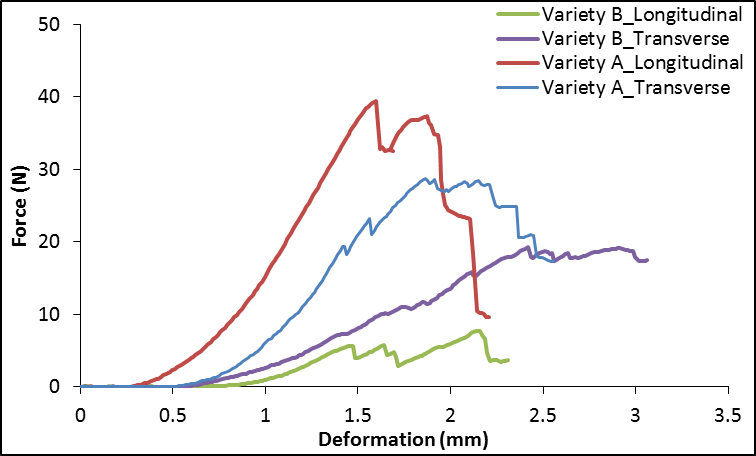 50
Variety B_Longitudinal
Variety B_Transverse
Variety A_Longitudinal
Variety A_Transverse
40
30
20
10
0
Force (N)
0 0.5 1 1.5 2 2.5 3 3.5
Deformation (mm)